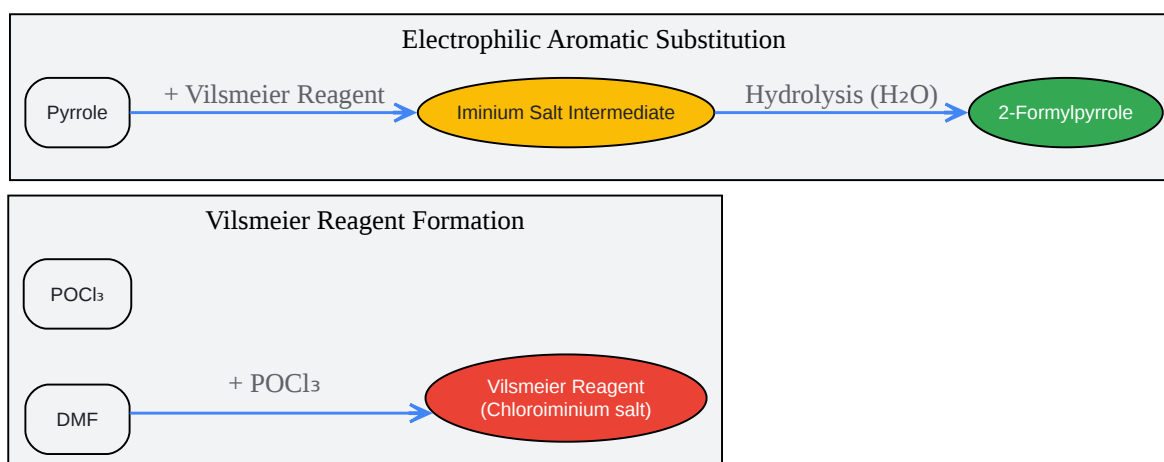 Electrophilic Aromatic Substitution
Pyrrole
+ Vilsmeier Reagent
Iminium Salt Intermediate
Hydrolysis (H₂O)
2-Formylpyrrole
Vilsmeier Reagent Formation
POCl₃
DMF
+ POCl₃
Vilsmeier Reagent
(Chloroiminium salt)